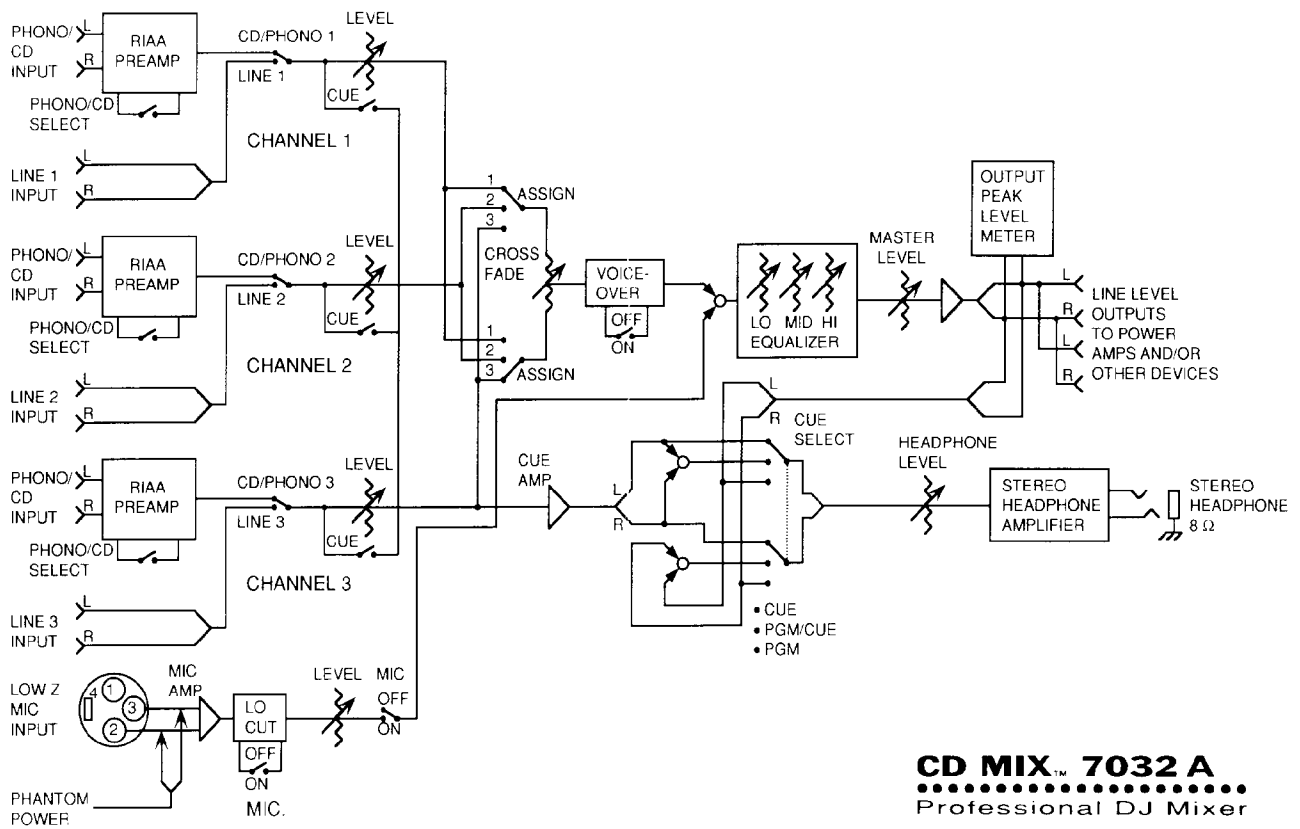 PHONO/
CD
INPUT
L
R
RIAA
PREAMP
PHONO/CD
SELECT
CD/PHONO 1
LINE 1
LEVEL
CUE
CHANNEL 1
LINE 1
INPUT
L
R
PHONO/
CD
INPUT
L
R
RIAA
PREAMP
PHONO/CD
SELECT
CD/PHONO 2
LINE 2
LEVEL
CUE
CHANNEL 2
LINE 2
INPUT
L
R
PHONO/
CD
INPUT
L
R
RIAA
PREAMP
PHONO/CD
SELECT
CD/PHONO 3
LINE 3
LEVEL
CUE
CHANNEL 3
LINE 3
INPUT
L
R
LOW Z
MIC
INPUT
4
1
3
2
MIC
AMP
LO
CUT
OFF
ON
MIC.
LEVEL
MIC
OFF
ON
PHANTOM
POWER
1
2
3
ASSIGN
CROSS
FADE
1
2
3
ASSIGN
VOICE-
OVER
OFF
ON
LO MID HI
EQUALIZER
MASTER
LEVEL
OUTPUT
PEAK
LEVEL
METER
L
R
L
R
LINE LEVEL
OUTPUTS
TO POWER
AMPS AND/OR
OTHER DEVICES
CUE
AMP
L
R
L
R
CUE
SELECT
• CUE
• PGM/CUE
• PGM
HEADPHONE
LEVEL
STEREO
HEADPHONE
AMPLIFIER
STEREO
HEADPHONE
8 Ω
CD MIX™ 7032 A
Professional DJ Mixer